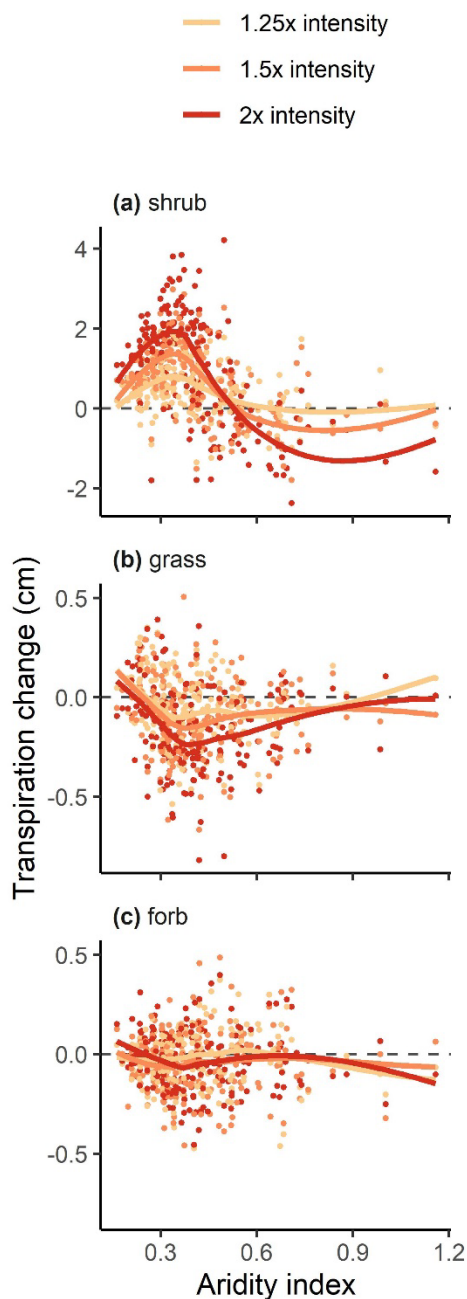 1.25x intensity
1.5x intensity
2x intensity
(a) shrub
4
2
0
-2
(b) grass
0.5
0.0
-0.5
(c) forb
0.5
0.0
-0.5
0.3 0.6 0.9 1.2
Aridity index
Transpiration change (cm)